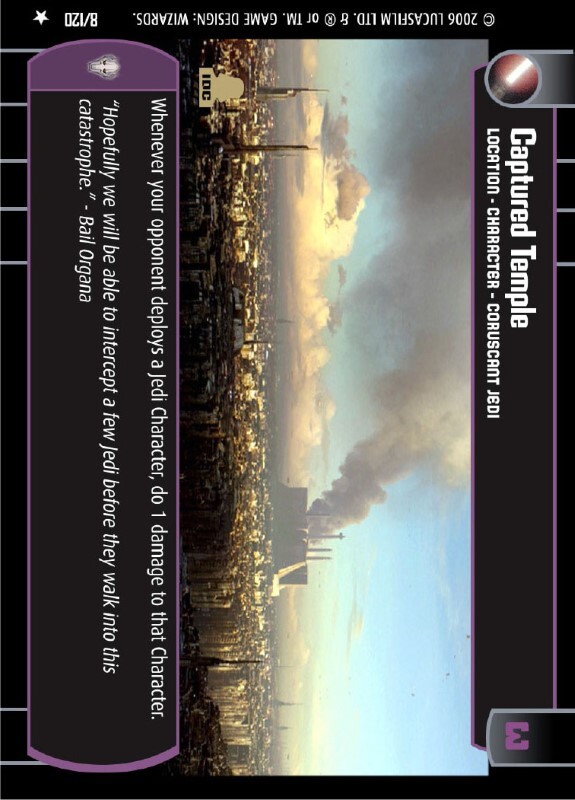 Captured Temple
LOCATION - CHARACTER - CORUSCANT JEDI
3
IDC
Whenever your opponent deploys a Jedi Character, do 1 damage to that Character.
“Hopefully we will be able to intercept a few Jedi before they walk into this
catastrophe.” - Bail Organa
© 2006 LUCASFILM LTD. & ® or TM. GAME DESIGN: WIZARDS. 8/120 ★